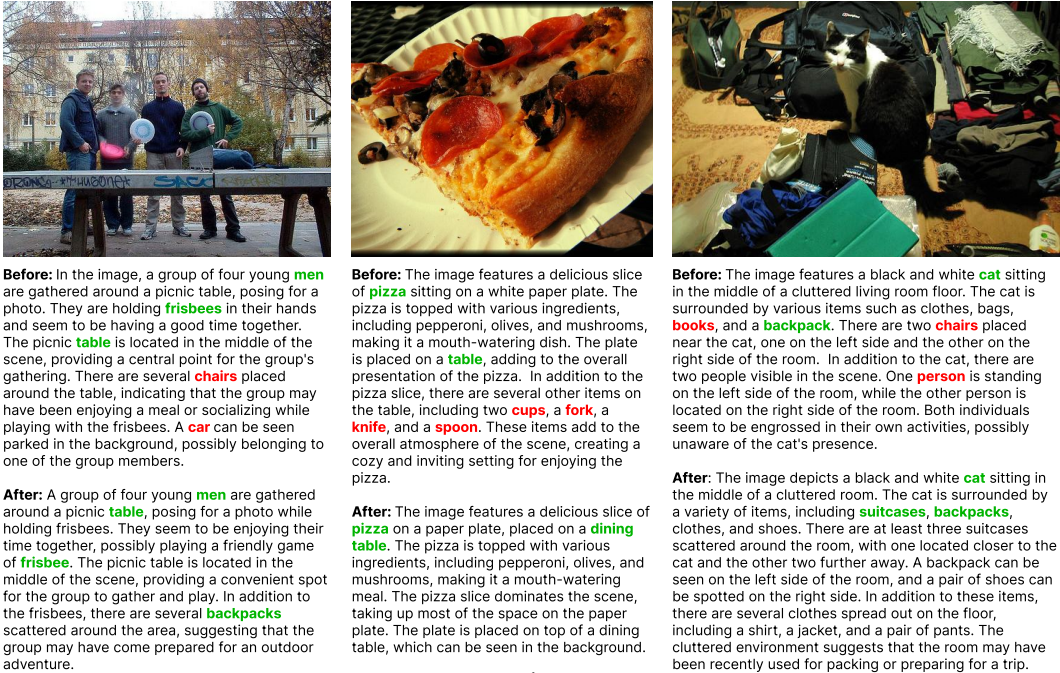 Before: In the image, a group of four young men
are gathered around a picnic table, posing for a
photo. They are holding frisbees in their hands
and seem to be having a good time together.
The picnic table is located in the middle of the
scene, providing a central point for the group's
gathering. There are several chairs placed
around the table, indicating that the group may
have been enjoying a meal or socializing while
playing with the frisbees. A car can be seen
parked in the background, possibly belonging to
one of the group members.
After: A group of four young men are gathered
around a picnic table, posing for a photo while
holding frisbees. They seem to be enjoying their
time together, possibly playing a friendly game
of frisbee. The picnic table is located in the
middle of the scene, providing a convenient spot
for the group to gather and play. In addition to
the frisbees, there are several backpacks
scattered around the area, suggesting that the
group may have come prepared for an outdoor
adventure.
Before: The image features a delicious slice
of pizza sitting on a white paper plate. The
pizza is topped with various ingredients,
including pepperoni, olives, and mushrooms,
making it a mouth-watering dish. The plate
is placed on a table, adding to the overall
presentation of the pizza. In addition to the
pizza slice, there are several other items on
the table, including two cups, a fork, a
knife, and a spoon. These items add to the
overall atmosphere of the scene, creating a
cozy and inviting setting for enjoying the
pizza.
After: The image features a delicious slice of
pizza on a paper plate, placed on a dining
table. The pizza is topped with various
ingredients, including pepperoni, olives, and
mushrooms, making it a mouth-watering
meal. The pizza slice dominates the scene,
taking up most of the space on the paper
plate. The plate is placed on top of a dining
table, which can be seen in the background.
Before: The image features a black and white cat sitting
in the middle of a cluttered living room floor. The cat is
surrounded by various items such as clothes, bags,
books, and a backpack. There are two chairs placed
near the cat, one on the left side and the other on the
right side of the room. In addition to the cat, there are
two people visible in the scene. One person is standing
on the left side of the room, while the other person is
located on the right side of the room. Both individuals
seem to be engrossed in their own activities, possibly
unaware of the cat's presence.
After: The image depicts a black and white cat sitting in
the middle of a cluttered room. The cat is surrounded by
a variety of items, including suitcases, backpacks,
clothes, and shoes. There are at least three suitcases
scattered around the room, with one located closer to the
cat and the other two further away. A backpack can be
seen on the left side of the room, and a pair of shoes can
be spotted on the right side. In addition to these items,
there are several clothes spread out on the floor,
including a shirt, a jacket, and a pair of pants. The
cluttered environment suggests that the room may have
been recently used for packing or preparing for a trip.